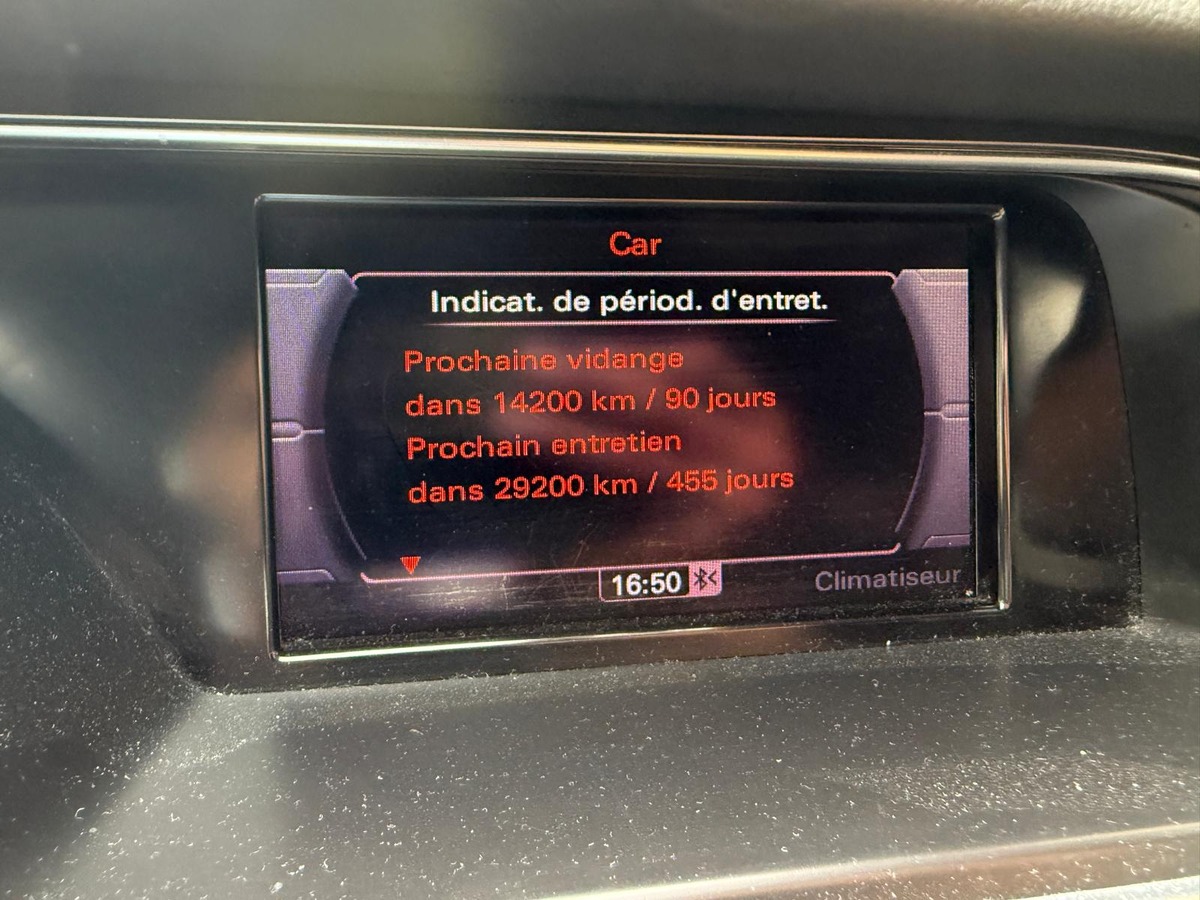 Car
Indicat. de périod. d'entret.
Prochaine vidange
dans 14200 km / 90 jours
Prochain entretien
dans 29200 km / 455 jours
16:50
Climatiseur